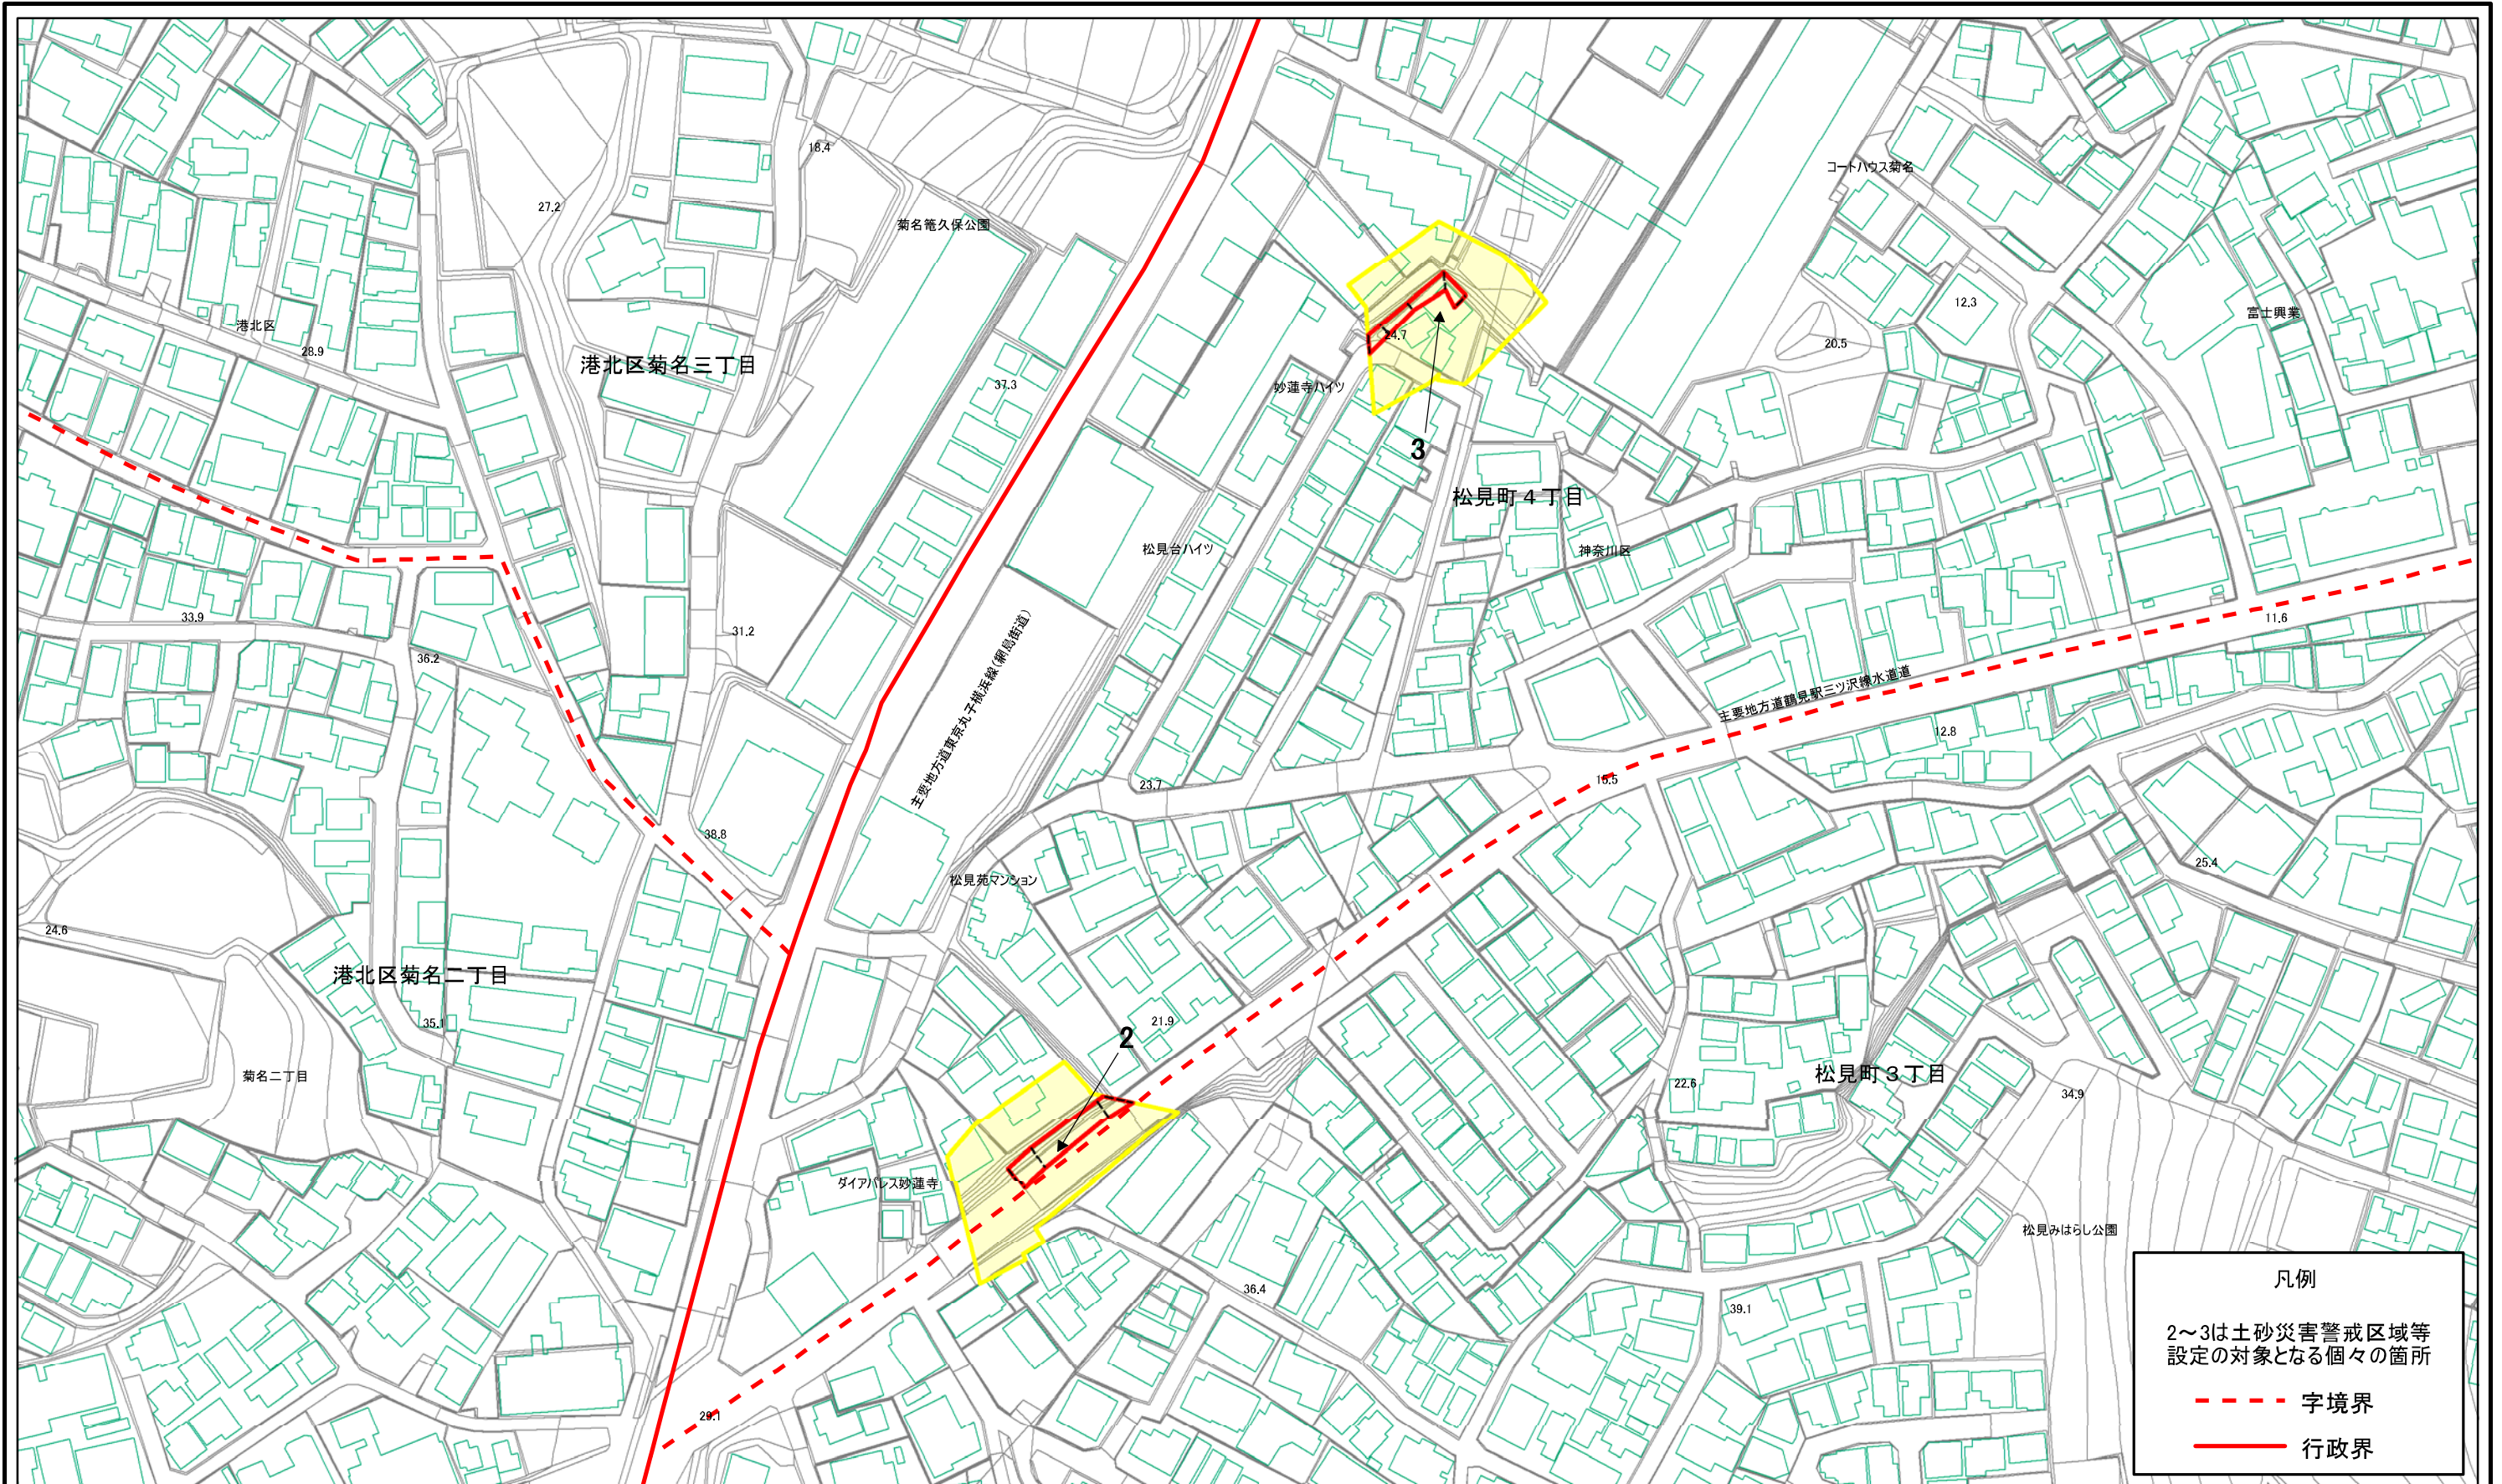 18.4
コートハウス菊名
27.2
菊名篭久保公園
12.3
富士興業
港北区
28.9
24.7
20.5
港北区菊名三丁目
37.3
妙蓮寺ハイツ
3
松見町4丁目
松見台ハイツ
神奈川区
33.9
31.2
11.6
36.2
主要地方道東京丸子横浜線(綱島街道)
主要地方道鶴見駅三ツ沢線水道道
12.8
23.7
15.5
38.8
25.4
松見苑マンション
24.6
港北区菊名二丁目
35.1
21.9
2
菊名二丁目
松見町3丁目
22.6
34.9
ダイアパレス妙蓮寺
松見みはらし公園
36.4
39.1
29.1
凡例
2～3は土砂災害警戒区域等
設定の対象となる個々の箇所
字境界
行政界